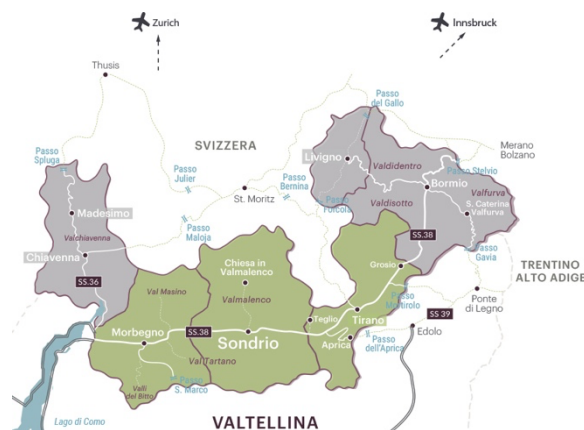 Zurich
Innsbruck
Thusis
Passo
del Gallo
SVIZZERA
Merano
Bolzano
Passo
Spluga
Livigno
Valdidentro
Passo Stelvio
Passo
Julier
St. Moritz
Passo
Bernina
Bormio
Valfurva
Madesimo
Passo
Forcola
Valdisotto
S. Caterina
Valfurva
Valchiavenna
Passo
Maloja
SS.38
Chiavenna
Chiesa in
Valmalenco
Grosio
Passo
Gavia
TRENTINO
ALTO ADIGE
SS.36
Val Masino
Valmalenco
Passo
Mortirolo
Ponte
di Legno
Teglio
Tirano
SS 39
Morbegno
SS.38
Sondrio
Edolo
Aprica
Passo
dell'Aprica
Val Tartano
Valli
del Bitto
Passo
S. Marco
Lago di Como
VALTELLINA